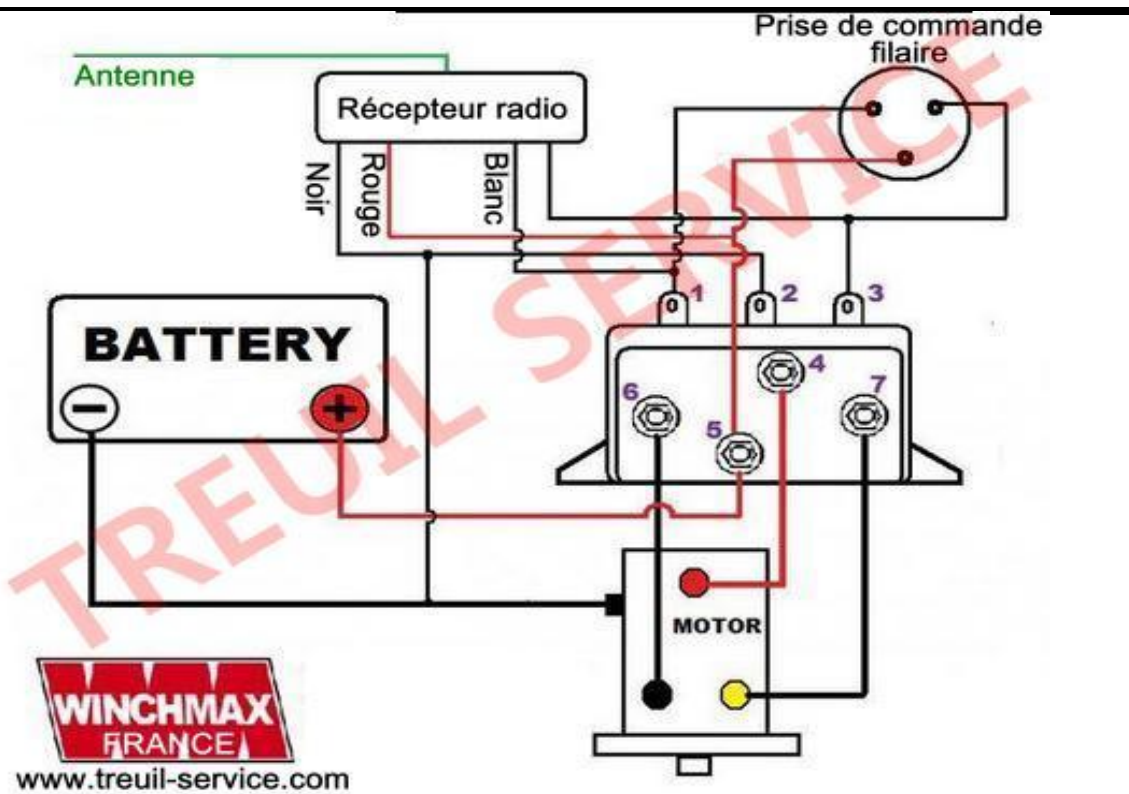 Prise de commande
filaire
Antenne
Récepteur radio
Noir
Rouge
Blanc
1
2
3
BATTERY
4
6
7
5
MOTOR
TREUIL SERVICE
WINCHMAX
FRANCE
www.treuil-service.com